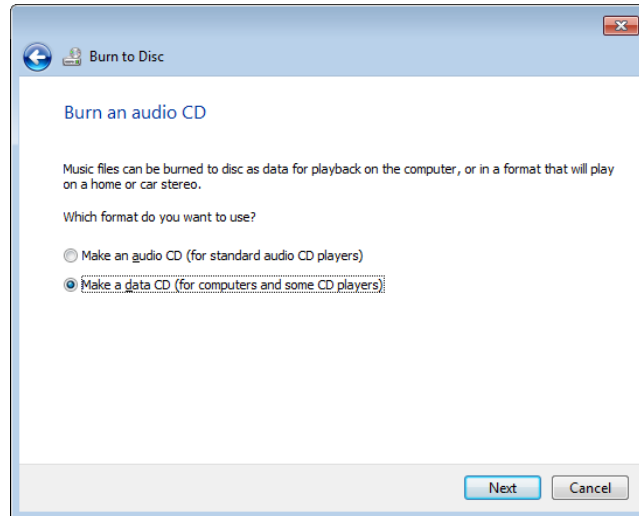 Burn to Disc
Burn an audio CD
Music files can be burned to disc as data for playback on the computer, or in a format that will play
on a home or car stereo.
Which format do you want to use?
Make an audio CD (for standard audio CD players)
Make a data CD (for computers and some CD players)
Next Cancel